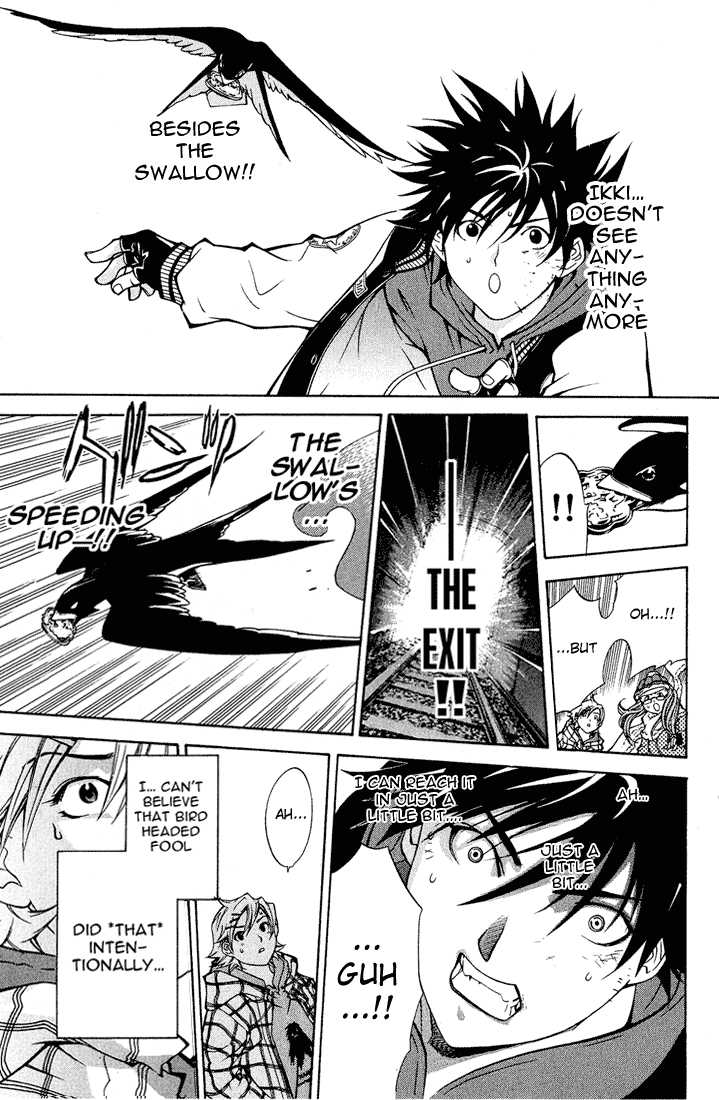 IKKI...
DOESN'T
SEE
ANY-
THING
ANY-
MORE
BESIDES
THE
SWALLOW!!
!!
OH...!!
...BUT
THE
EXIT
!!
THE
SWAL-
LOW'S
...
SPEEDING
UP—!!
AH...
I CAN REACH IT
IN JUST A
LITTLE BIT.....
JUST A
LITTLE
BIT...
...
GUH
...!!
AH...
I... CAN'T
BELIEVE
THAT BIRD
HEADED
FOOL
DID *THAT*
INTEN-
TIONALLY...